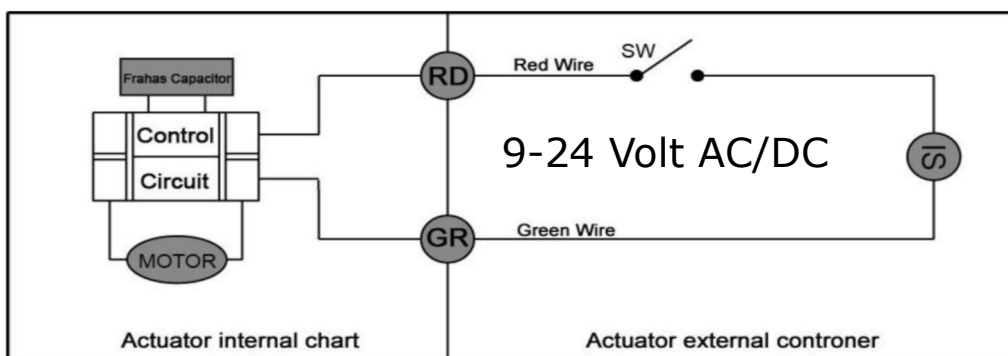 Frahas Capacitor
Control
Circuit
MOTOR
RD
GR
Red Wire
SW
9-24 Volt AC/DC
IS
Green Wire
Actuator internal chart
Actuator external controner